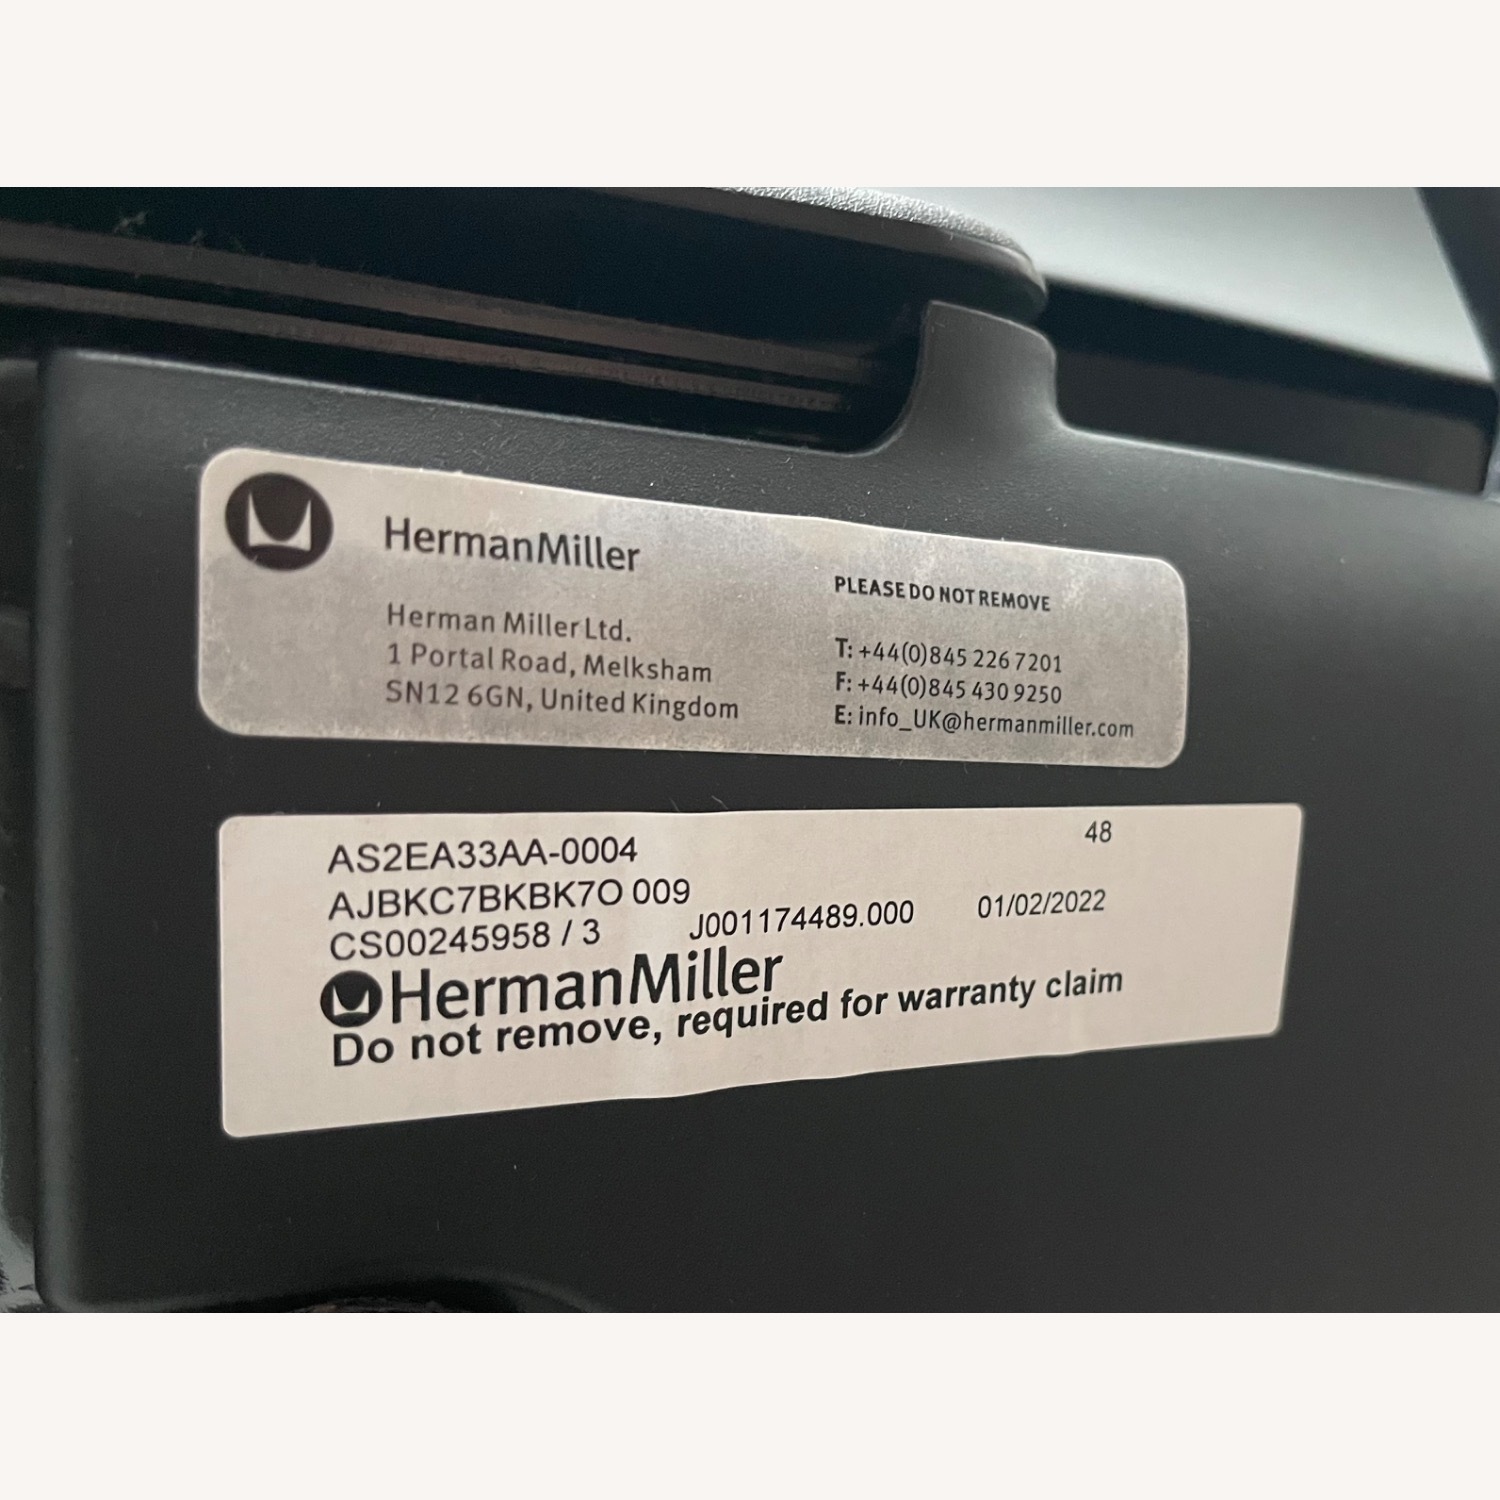 HermanMiller
Herman Miller Ltd.
1 Portal Road, Melksham
SN12 6GN, United Kingdom
PLEASE DO NOT REMOVE
T: +44(0)845 226 7201
F: +44(0)845 430 9250
E: info_UK@hermanmiller.com
AS2EA33AA-0004
48
AJBKC7BKBK7O 009
CS00245958 / 3 J001174489.000 01/02/2022
HermanMiller
Do not remove, required for warranty claim